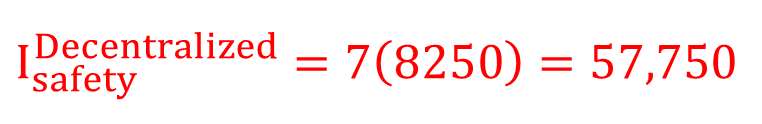 I_safety^Decentralized = 7(8250) = 57,750